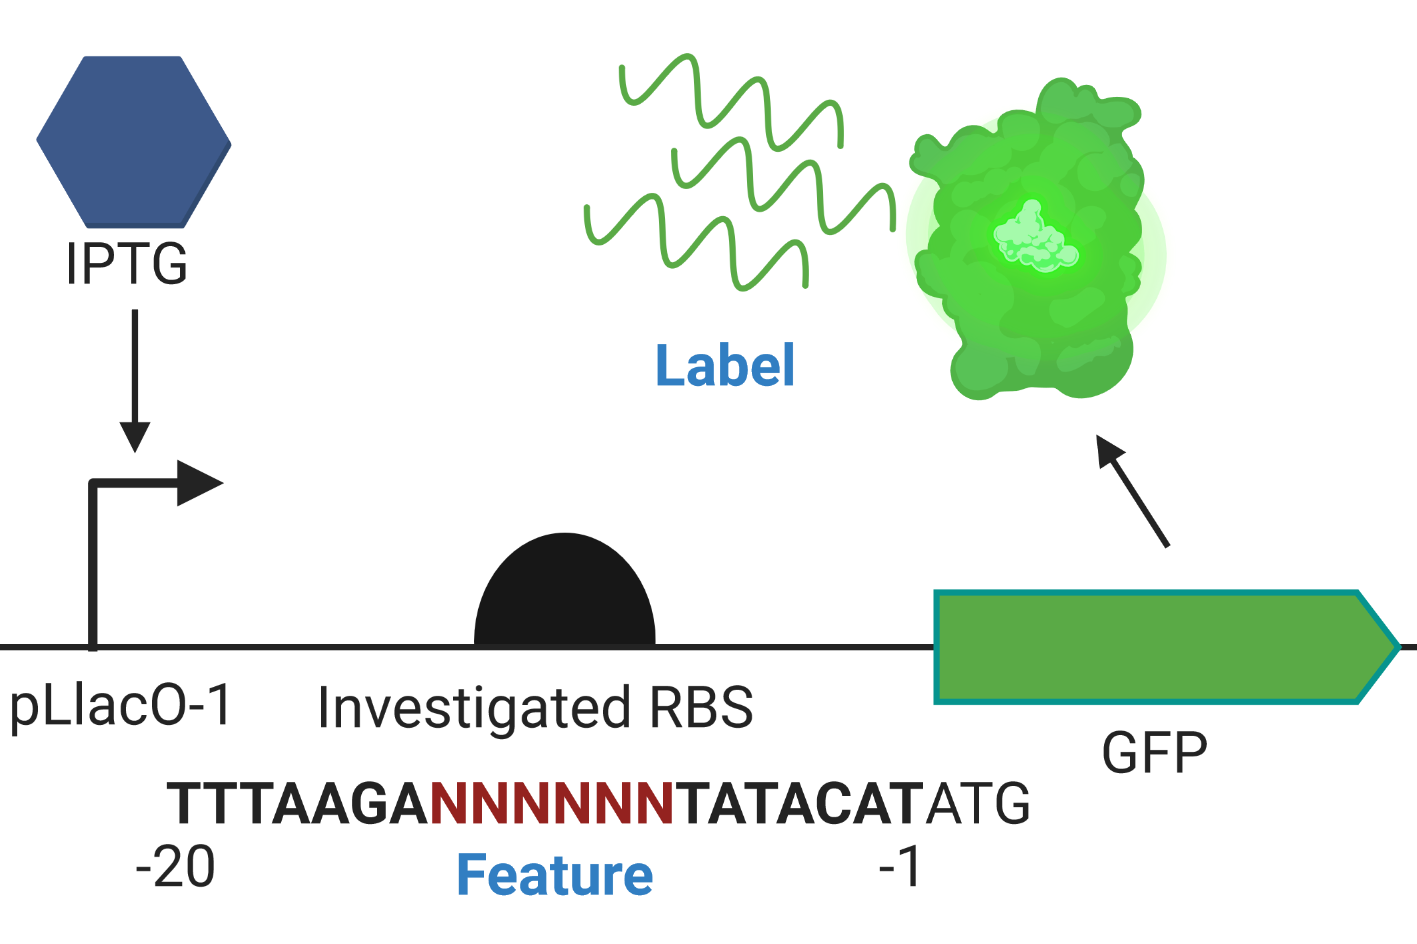 IPTG
Label
pLlacO-1
Investigated RBS
GFP
TTTAAGANNNNNNTATACATATG
-20
Feature
-1